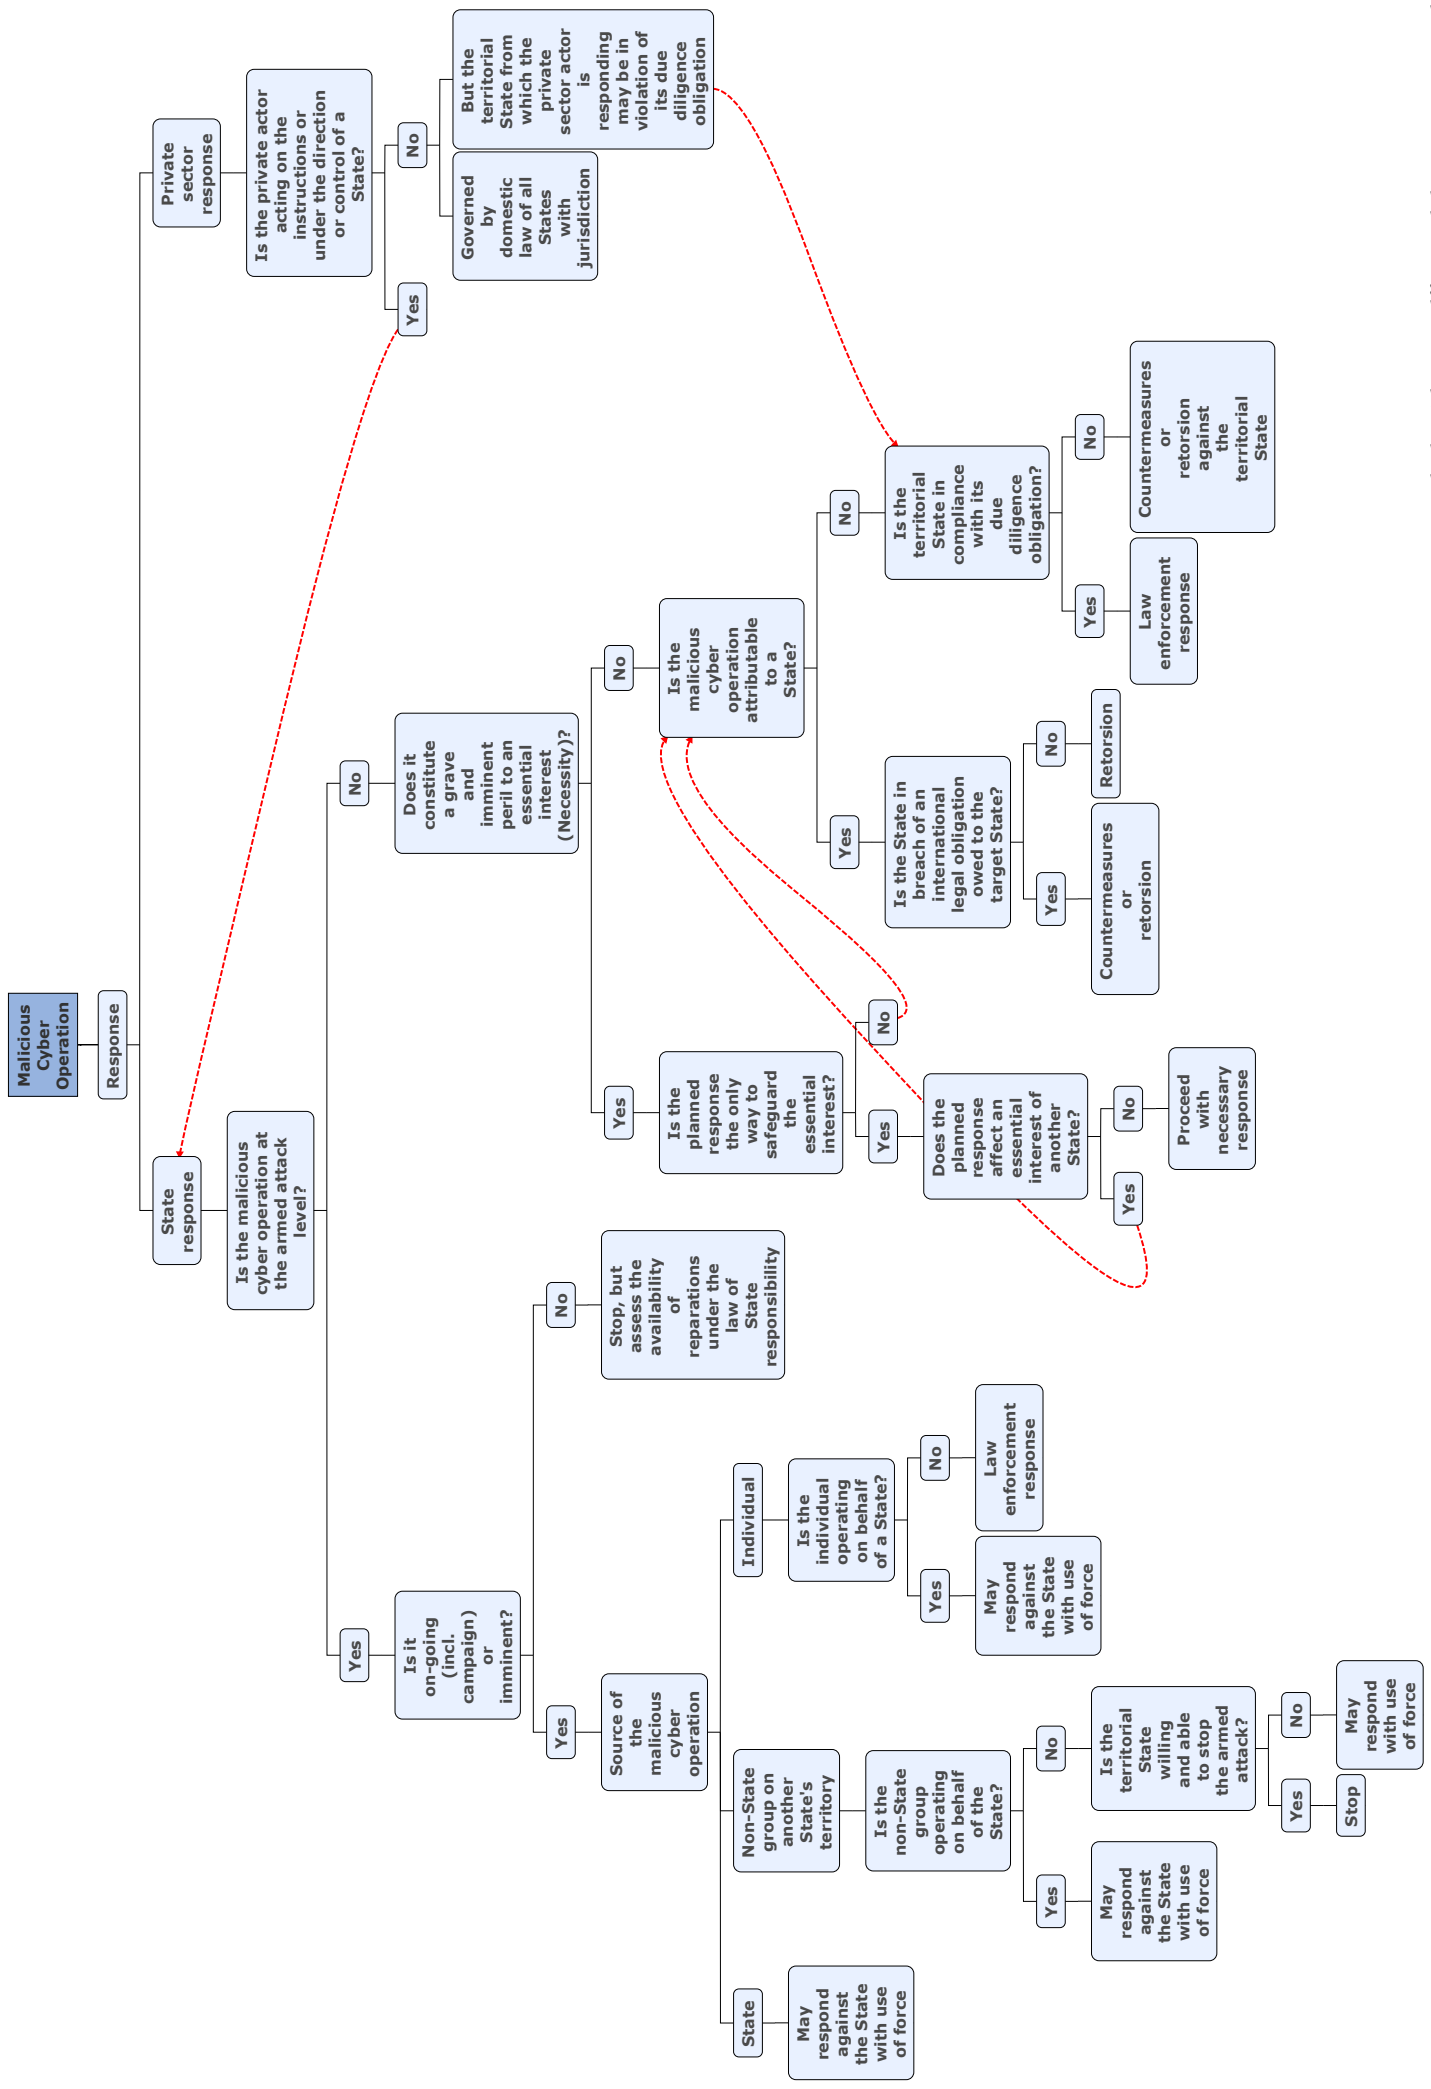 Malicious
Cyber
Operation
Response
State
response
Is the malicious
cyber operation at
the armed attack
level?
Yes
Is it
on-going
(incl.
campaign)
or
imminent?
Yes
Source of
the
malicious
cyber
operation
State
May
respond
against
the State
with use
of force
Non-State
group on
another
State's
territory
Is the
non-State
group
operating
on behalf
of the
State?
Yes
May
respond
against
the State
with use
of force
No
Is the
territorial
State
willing
and able
to stop
the armed
attack?
Yes
Stop
No
May
respond
with use
of force
Individual
Is the
individual
operating
on behalf
of a State?
Yes
May
respond
against
the State
with use
of force
No
Law
enforcement
response
No
Stop, but
assess the
availability
of
reparations
under the
law of
State
responsibility
No
Does it
constitute
a grave
and
imminent
peril to an
essential
interest
(Necessity)?
Yes
Is the
planned
response
the only
way to
safeguard
the
essential
interest?
Yes
Does the
planned
response
affect an
essential
interest of
another
State?
Yes
No
Proceed
with
necessary
response
No
No
Is the
malicious
cyber
operation
attributable
to a
State?
Yes
Is the State in
breach of an
international
legal obligation
owed to the
target State?
Yes
Countermeasures
or
retorsion
No
Retorsion
No
Is the
territorial
State in
compliance
with its
due
diligence
obligation?
Yes
Law
enforcement
response
No
Countermeasures
or
retorsion
against
the
territorial
State
Private
sector
response
Is the private actor
acting on the
instructions or
under the direction
or control of a
State?
Yes
No
Governed
by
domestic
law of all
States
with
jurisdiction
But the
territorial
State from
which the
private
sector actor
is
responding
may be in
violation of
its due
diligence
obligation